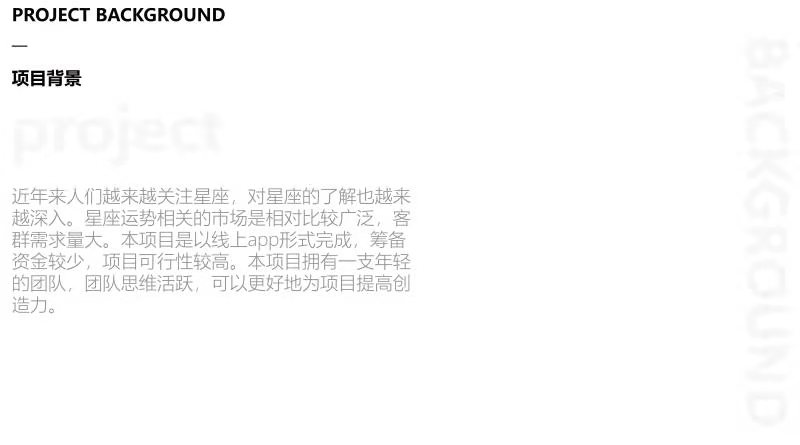 PROJECT BACKGROUND
—
项目背景
project
近年来人们越来越关注星座，对星座的了解也越来
越深入。星座运势相关的市场是相对比较广泛，客
群需求量大。本项目是以线上app形式完成，筹备
资金较少，项目可行性较高。本项目拥有一支年轻
的团队，团队思维活跃，可以更好地为项目提高创
造力。
BACKGROUND